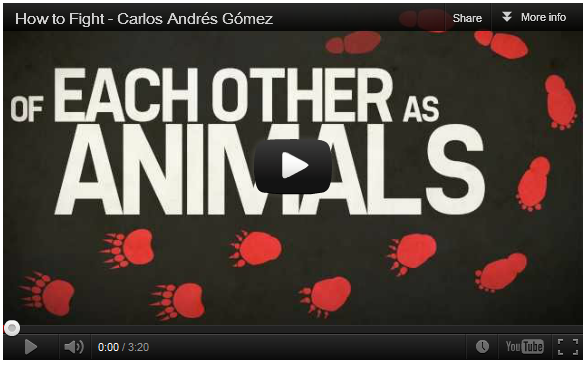 How to Fight - Carlos Andrés Gómez
Share
More info
OF EACH OTHER AS
ANIMALS
0:00 / 3:20
YouTube